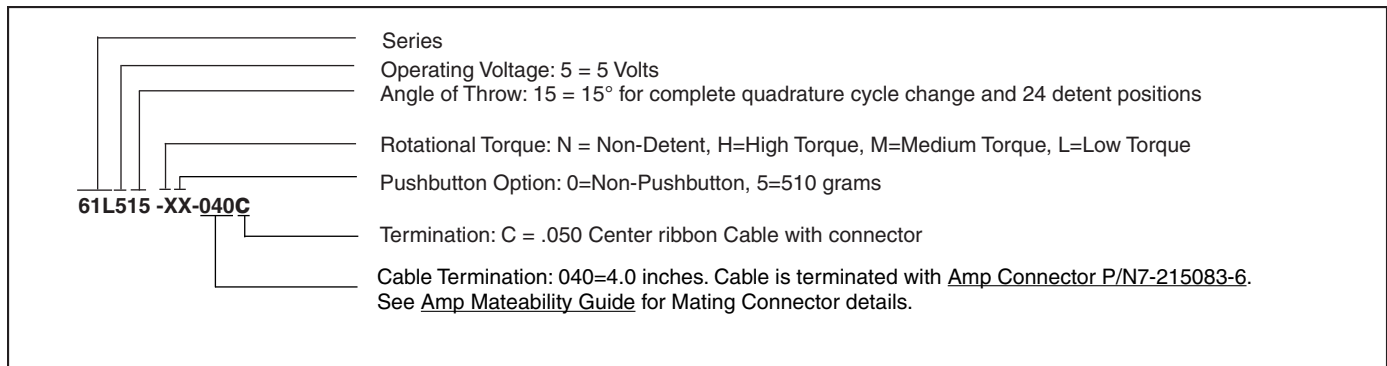 Series
Operating Voltage: 5 = 5 Volts
Angle of Throw: 15 = 15° for complete quadrature cycle change and 24 detent positions
Rotational Torque: N = Non-Detent, H=High Torque, M=Medium Torque, L=Low Torque
Pushbutton Option: 0=Non-Pushbutton, 5=510 grams
61L515 -XX-040C
Termination: C = .050 Center ribbon Cable with connector
Cable Termination: 040=4.0 inches. Cable is terminated with Amp Connector P/N7-215083-6.
See Amp Mateability Guide for Mating Connector details.